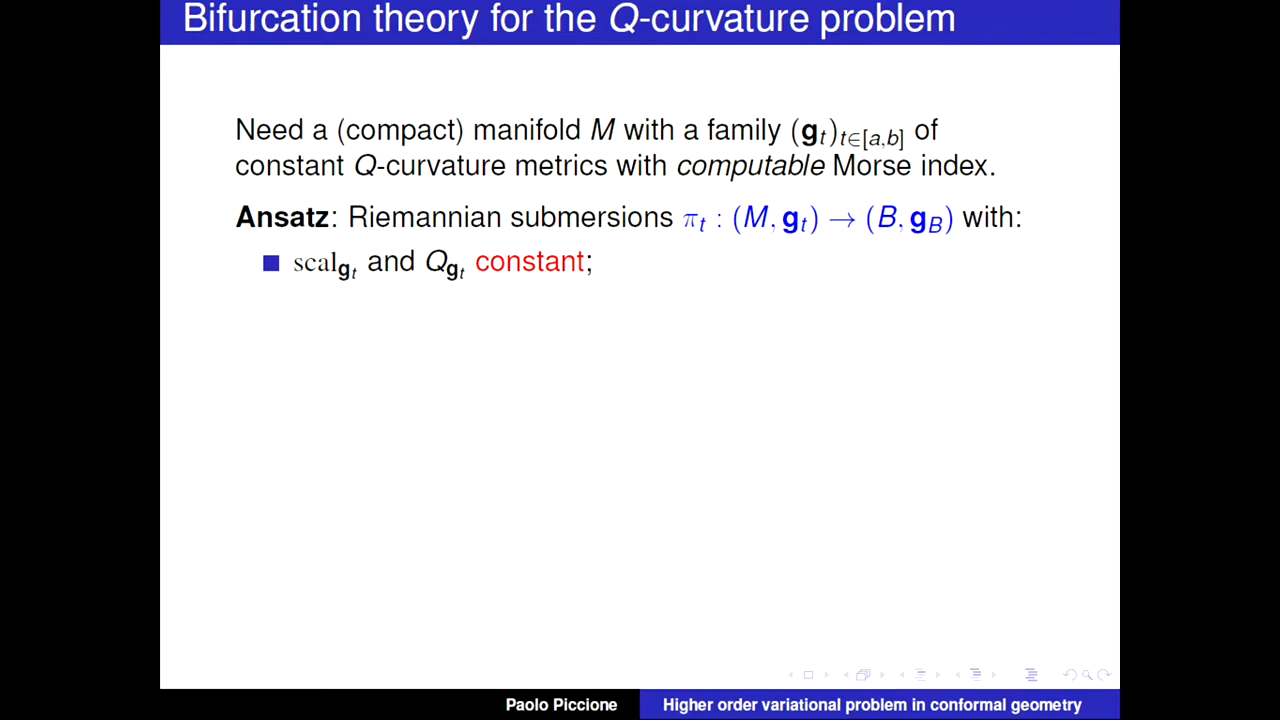 Bifurcation theory for the Q-curvature problem
Need a (compact) manifold M with a family (g_t)_{t∈[a,b]} of
constant Q-curvature metrics with computable Morse index.
Ansatz: Riemannian submersions π_t : (M, g_t) → (B, g_B) with:
scal_{g_t} and Q_{g_t} constant;
Paolo Piccione Higher order variational problem in conformal geometry